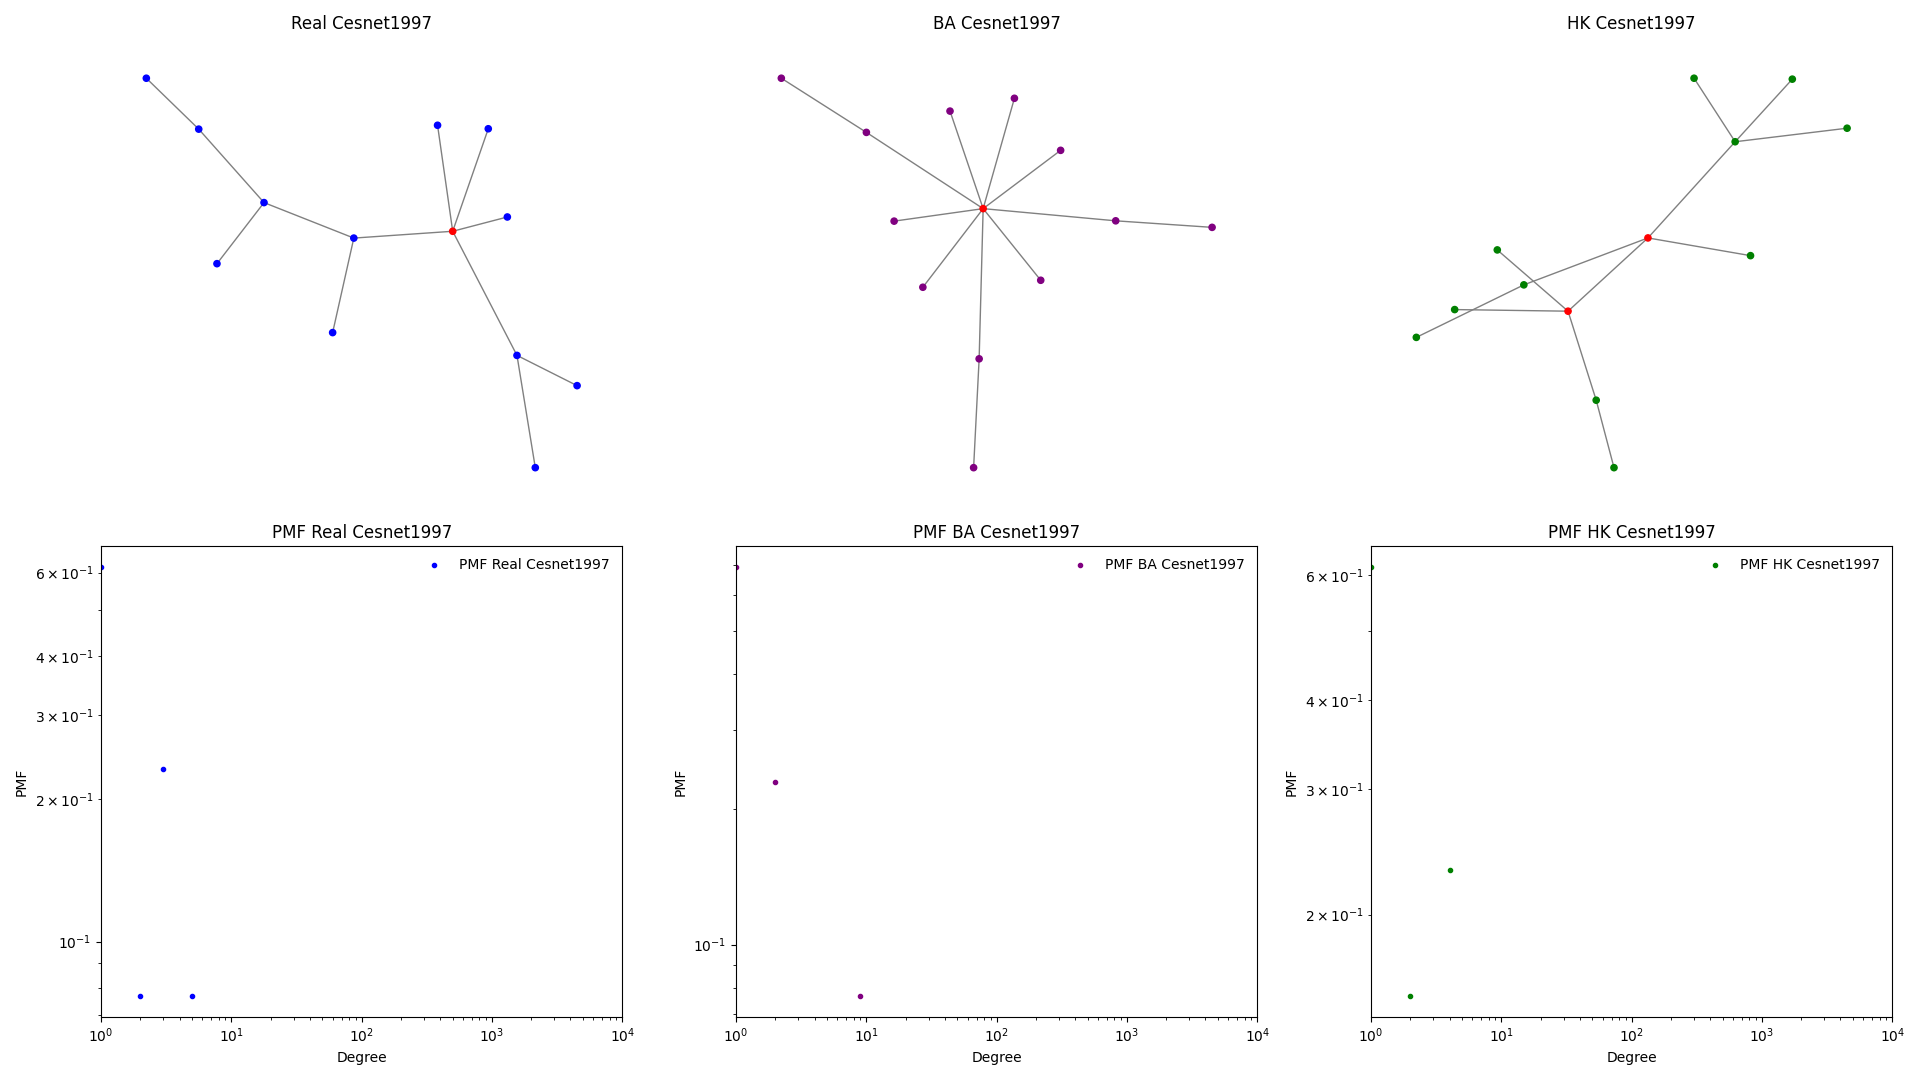 Real Cesnet1997
BA Cesnet1997
HK Cesnet1997
PMF Real Cesnet1997
PMF Real Cesnet1997
6 × 10⁻¹
4 × 10⁻¹
3 × 10⁻¹
2 × 10⁻¹
10⁻¹
PMF
10⁰ 10¹ 10² 10³ 10⁴
Degree
PMF BA Cesnet1997
PMF BA Cesnet1997
10⁻¹
PMF
10⁰ 10¹ 10² 10³ 10⁴
Degree
PMF HK Cesnet1997
PMF HK Cesnet1997
6 × 10⁻¹
4 × 10⁻¹
3 × 10⁻¹
2 × 10⁻¹
PMF
10⁰ 10¹ 10² 10³ 10⁴
Degree